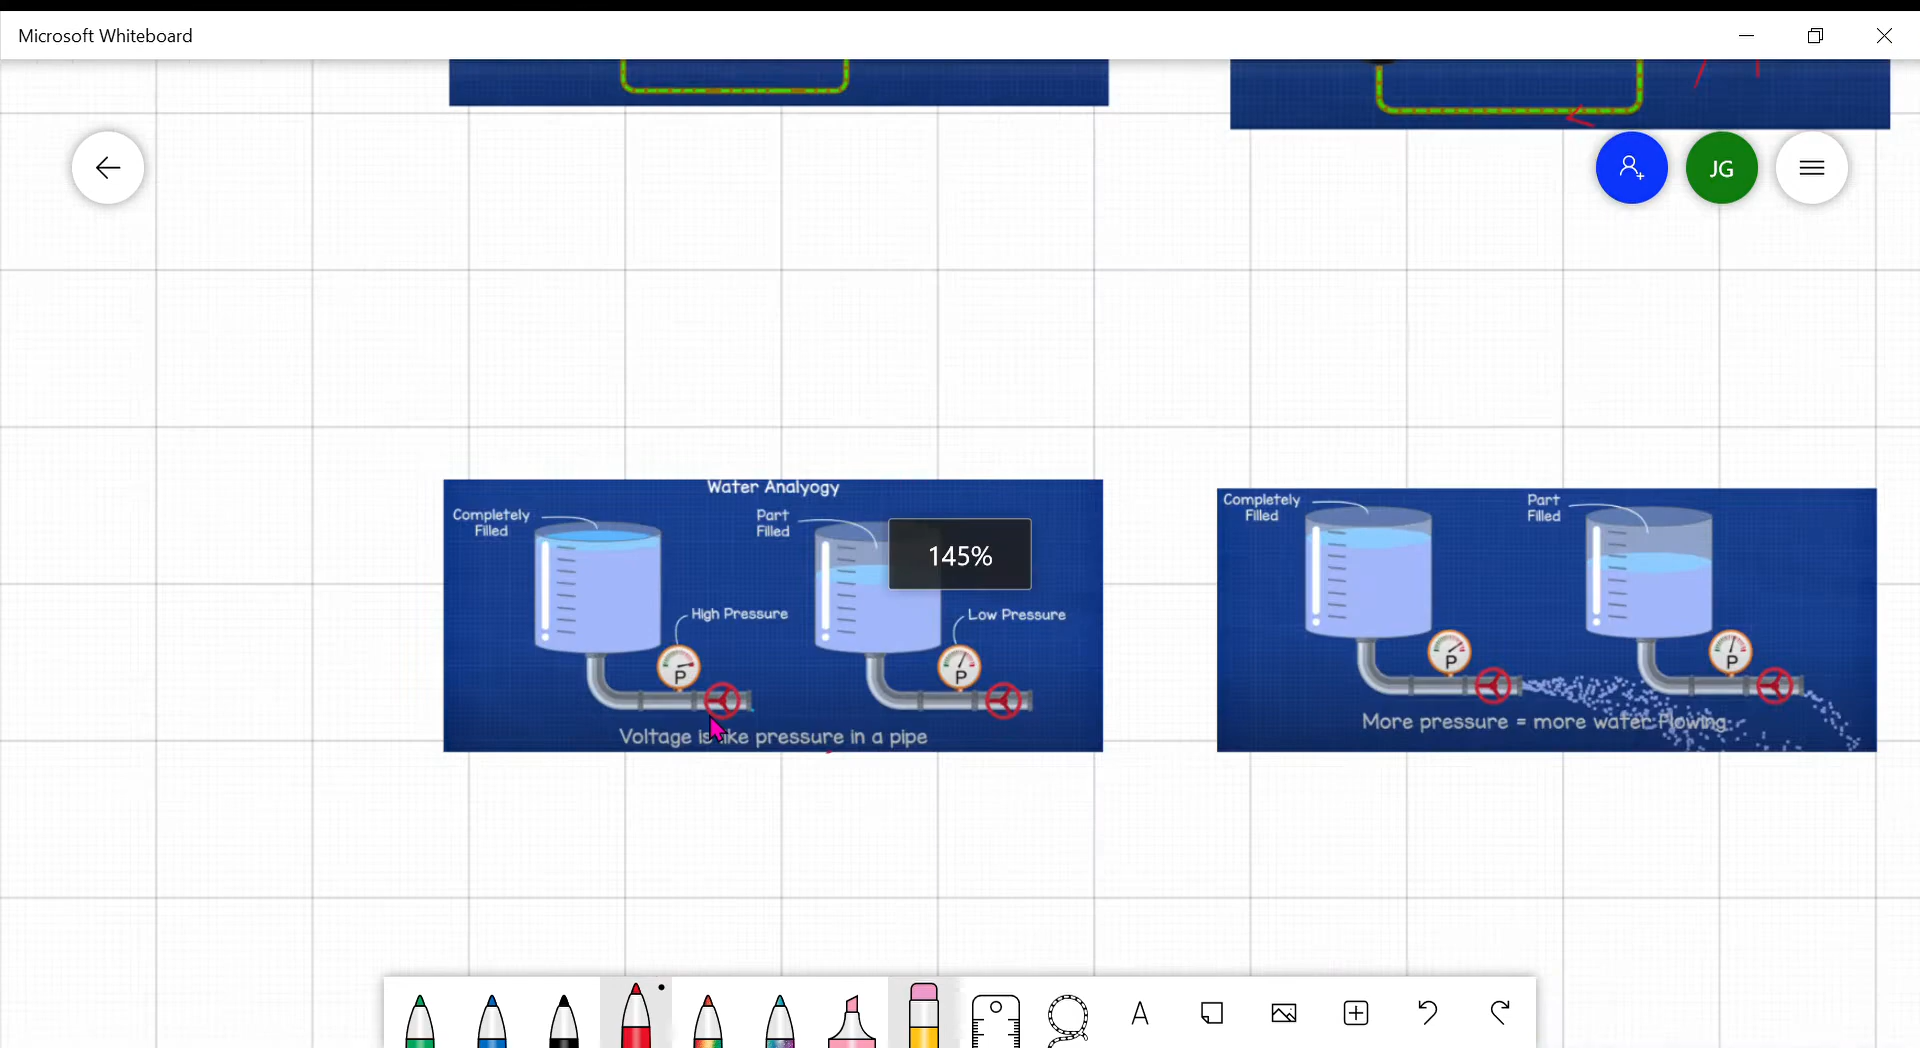 Microsoft Whiteboard
JG
Water Analyogy
Completely
Filled
Part
Filled
145%
High Pressure
Low Pressure
P
P
Voltage is like pressure in a pipe
Completely
Filled
Part
Filled
P
P
More pressure = more water flowing
A